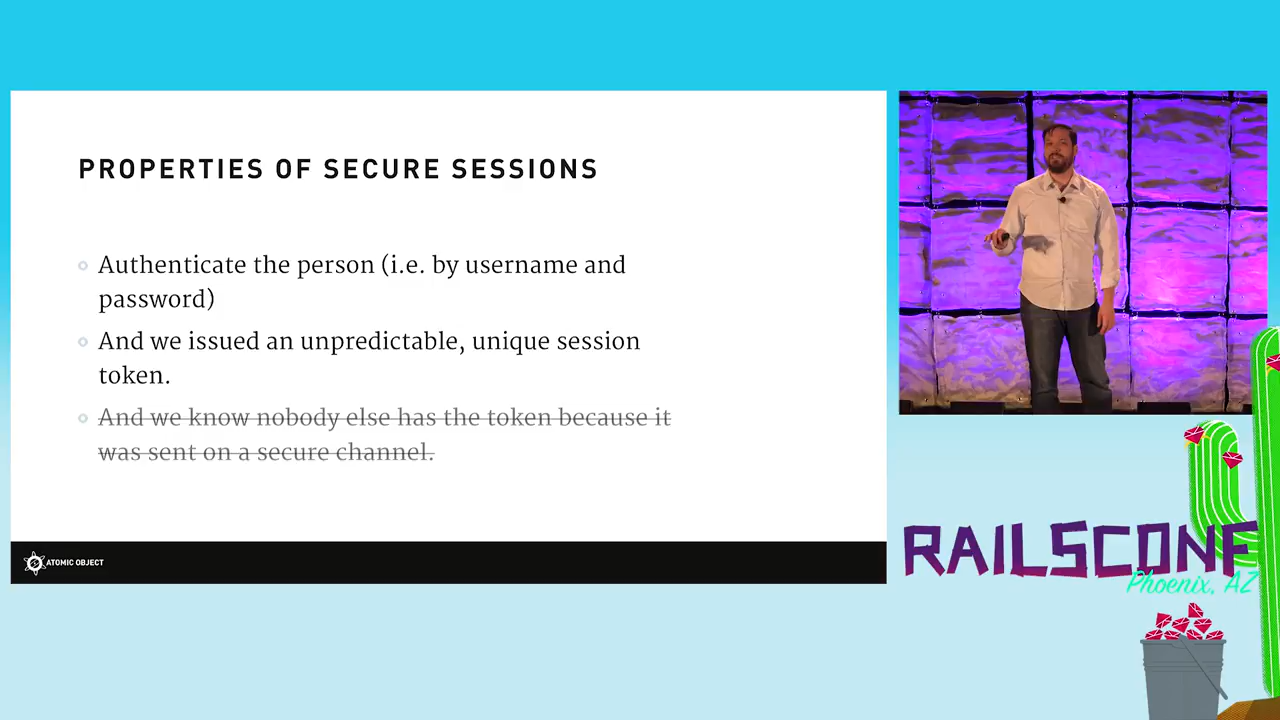 PROPERTIES OF SECURE SESSIONS
Authenticate the person (i.e. by username and
password)
And we issued an unpredictable, unique session
token.
And we know nobody else has the token because it
was sent on a secure channel.
ATOMIC OBJECT
RAILSCONF
Phoenix, AZ